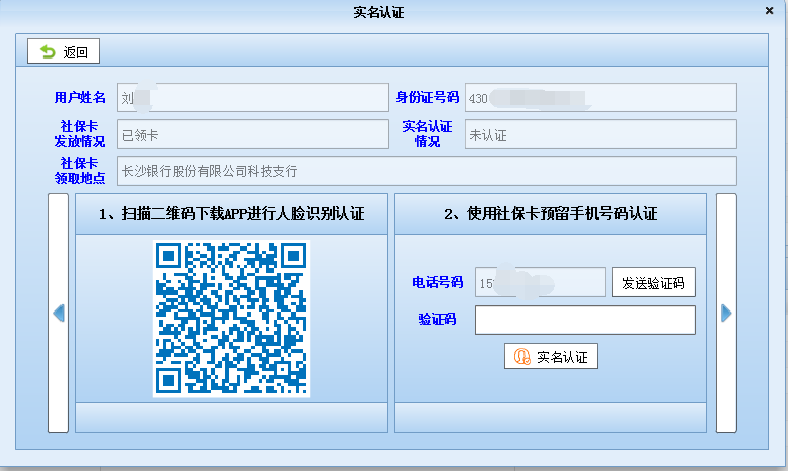 实名认证
返回
用户姓名 刘
身份证号码 430
社保卡
发放情况
已领卡
实名认证
情况
未认证
社保卡
领取地点
长沙银行股份有限公司科技支行
1、扫描二维码下载APP进行人脸识别认证
2、使用社保卡预留手机号码认证
电话号码 15
发送验证码
验证码
实名认证